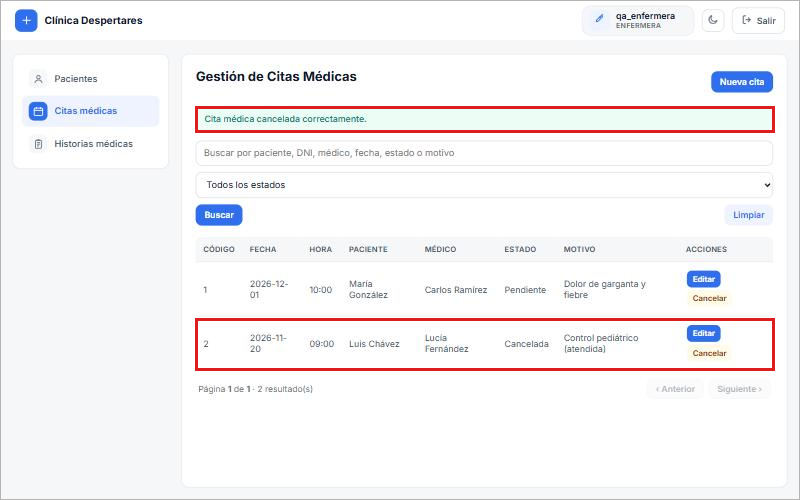 Clínica Despertares
qa_enfermera
ENFERMERA
Salir
Pacientes
Citas médicas
Historias médicas
Gestión de Citas Médicas
Nueva cita
Cita médica cancelada correctamente.
Buscar por paciente, DNI, médico, fecha, estado o motivo
Todos los estados
Buscar
Limpiar
CÓDIGO FECHA HORA PACIENTE MÉDICO ESTADO MOTIVO ACCIONES
1 2026-12-01 10:00 María González Carlos Ramírez Pendiente Dolor de garganta y fiebre Editar Cancelar
2 2026-11-20 09:00 Luis Chávez Lucía Fernández Cancelada Control pediátrico (atendida) Editar Cancelar
Página 1 de 1 · 2 resultado(s)
‹ Anterior
Siguiente ›